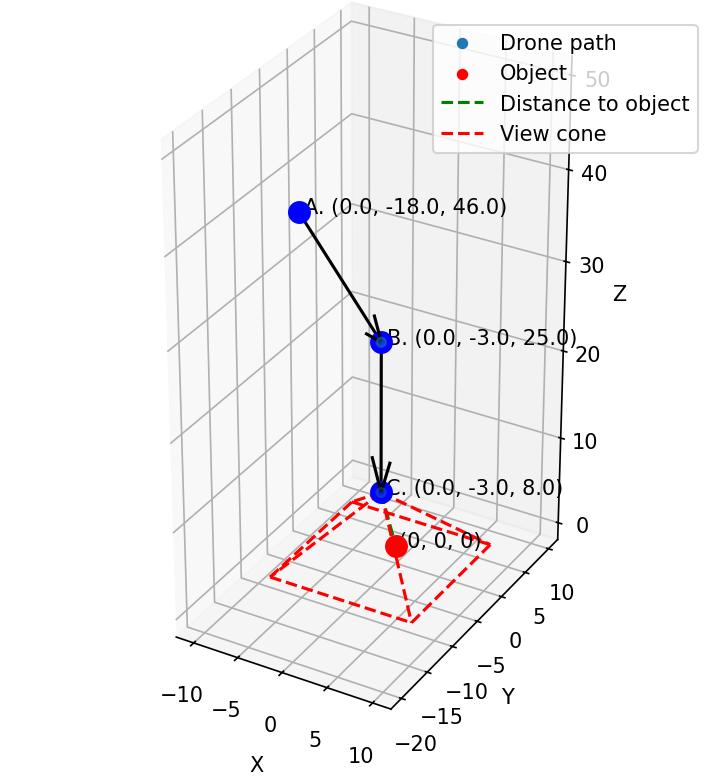 Drone path
Object
Distance to object
View cone
50
40
30
20
10
0
Z
A. (0.0, -18.0, 46.0)
B. (0.0, -3.0, 25.0)
C. (0.0, -3.0, 8.0)
(0, 0, 0)
10
5
0
−5
−10
−15
−20
Y
−10
−5
0
5
10
X